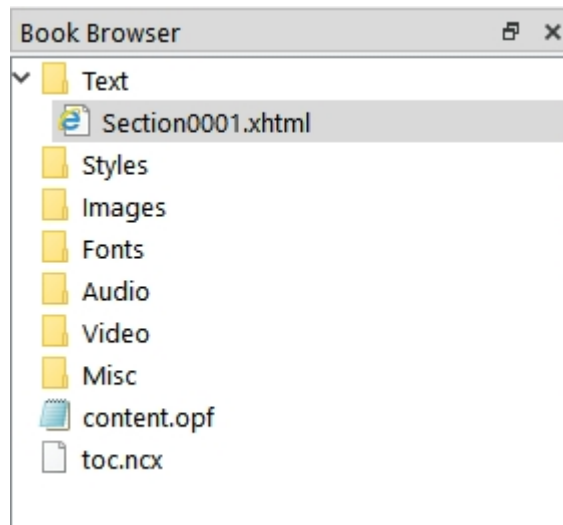 Book Browser
Text
Section0001.xhtml
Styles
Images
Fonts
Audio
Video
Misc
content.opf
toc.ncx